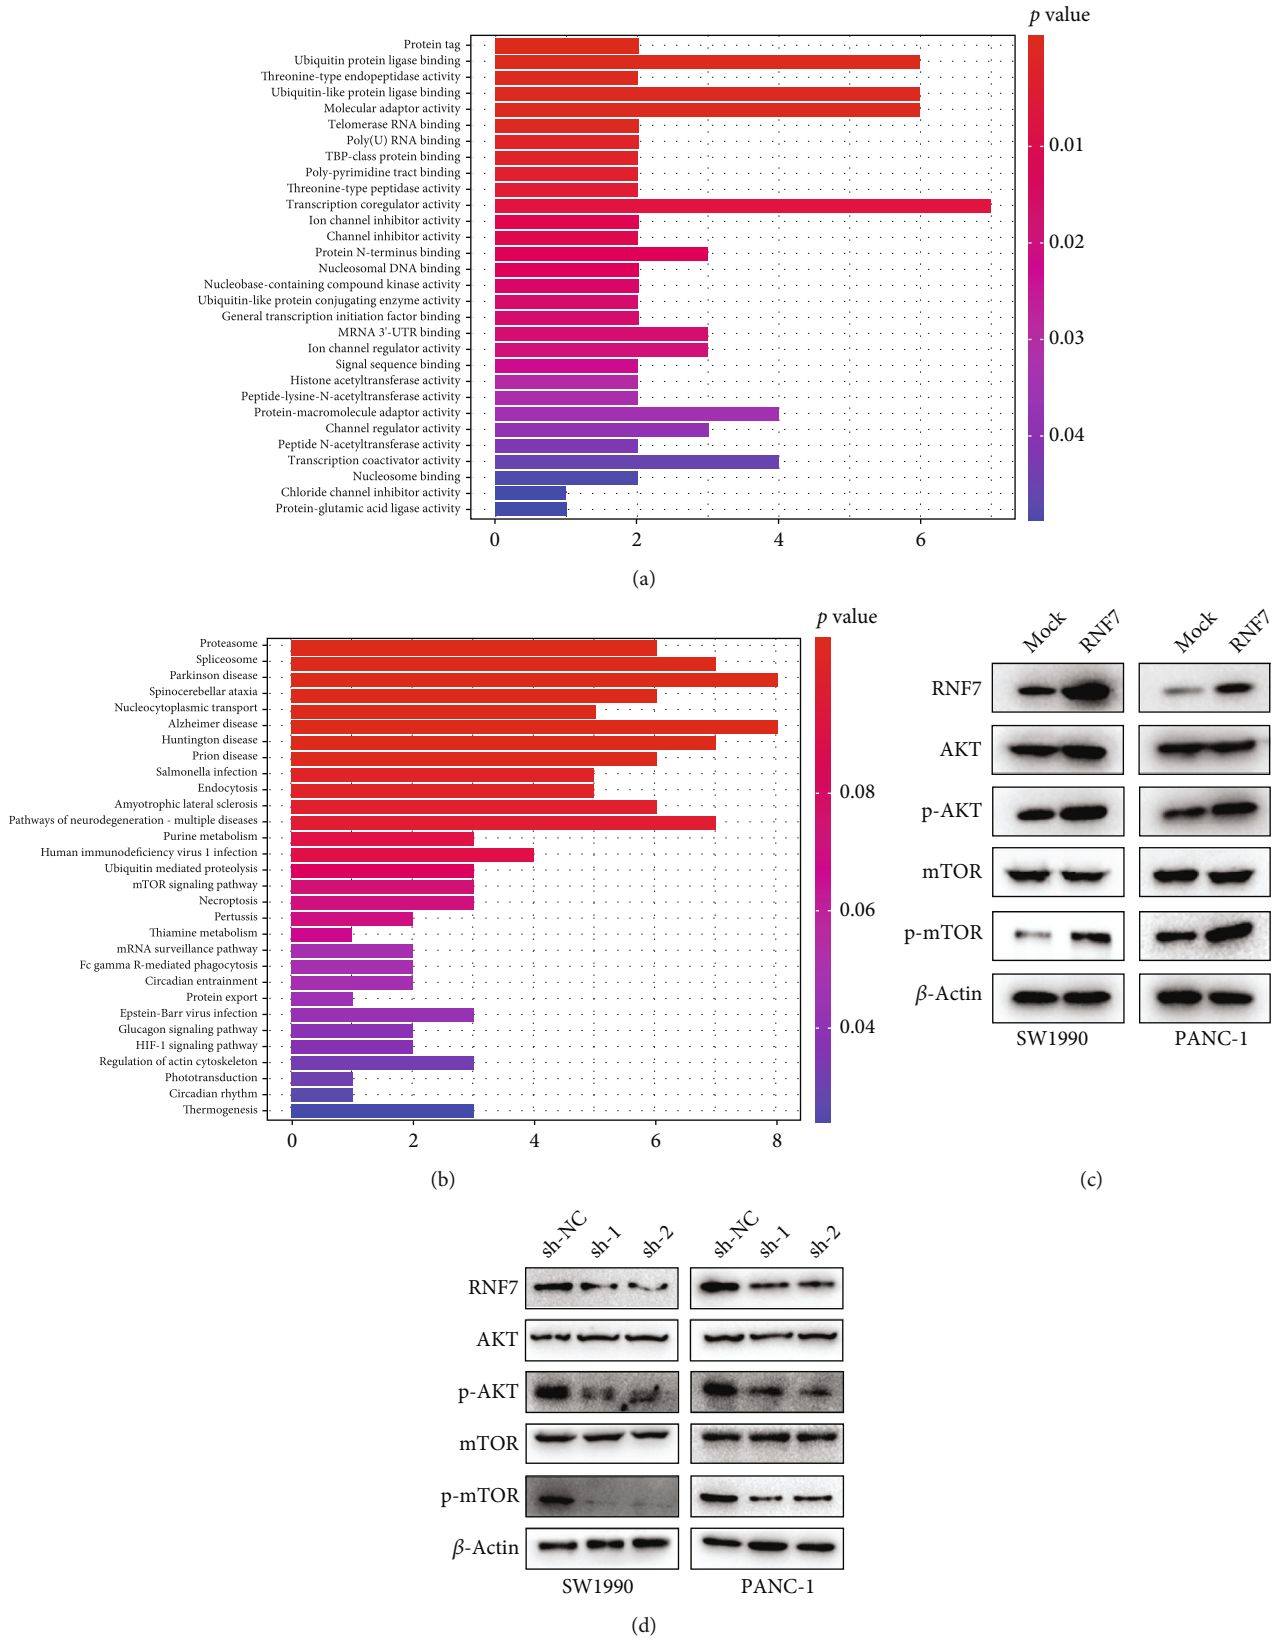 p value
Protein tag
Ubiquitin protein ligase binding
Threonine-type endopeptidase activity
Ubiquitin-like protein ligase binding
Molecular adaptor activity
Telomerase RNA binding
Poly(U) RNA binding
TBP-class protein binding
Poly-pyrimidine tract binding
Threonine-type peptidase activity
Transcription coregulator activity
Ion channel inhibitor activity
Channel inhibitor activity
Protein N-terminus binding
Nucleosomal DNA binding
Nucleobase-containing compound kinase activity
Ubiquitin-like protein conjugating enzyme activity
General transcription initiation factor binding
MRNA 3'-UTR binding
Ion channel regulator activity
Signal sequence binding
Histone acetyltransferase activity
Peptide-lysine-N-acetyltransferase activity
Protein-macromolecule adaptor activity
Channel regulator activity
Peptide N-acetyltransferase activity
Transcription coactivator activity
Nucleosome binding
Chloride channel inhibitor activity
Protein-glutamic acid ligase activity
0 2 4 6
0.01
0.02
0.03
0.04
(a)
p value
Proteasome
Spliceosome
Parkinson disease
Spinocerebellar ataxia
Nucleocytoplasmic transport
Alzheimer disease
Huntington disease
Prion disease
Salmonella infection
Endocytosis
Amyotrophic lateral sclerosis
Pathways of neurodegeneration - multiple diseases
Purine metabolism
Human immunodeficiency virus 1 infection
Ubiquitin mediated proteolysis
mTOR signaling pathway
Necroptosis
Pertussis
Thiamine metabolism
mRNA surveillance pathway
Fc gamma R-mediated phagocytosis
Circadian entrainment
Protein export
Epstein-Barr virus infection
Glucagon signaling pathway
HIF-1 signaling pathway
Regulation of actin cytoskeleton
Phototransduction
Circadian rhythm
Thermogenesis
0 2 4 6 8
0.08
0.06
0.04
(b)
Mock RNF7 Mock RNF7
RNF7
AKT
p-AKT
mTOR
p-mTOR
β-Actin
SW1990 PANC-1
(c)
sh-NC sh-1 sh-2 sh-NC sh-1 sh-2
RNF7
AKT
p-AKT
mTOR
p-mTOR
β-Actin
SW1990 PANC-1
(d)